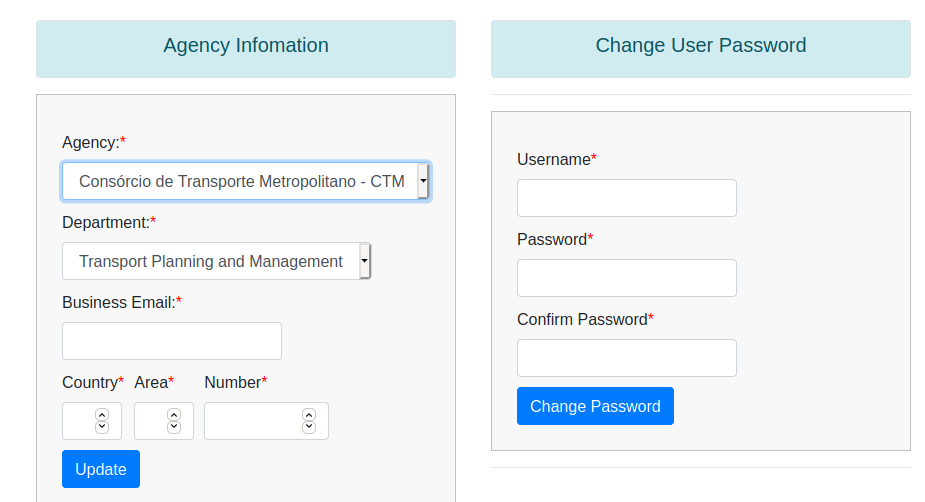 Agency Infomation
Agency:*
Consórcio de Transporte Metropolitano - CTM
Department:*
Transport Planning and Management
Business Email:*
Country* Area* Number*
Update
Change User Password
Username*
Password*
Confirm Password*
Change Password